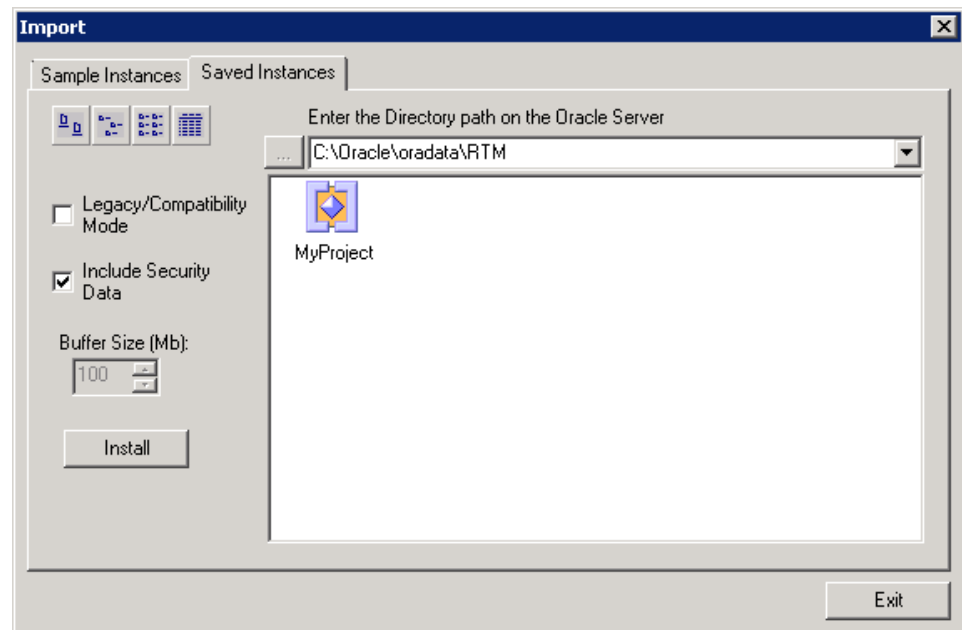 Import
Sample Instances
Saved Instances
Enter the Directory path on the Oracle Server
...
C:\Oracle\oradata\RTM
Legacy/Compatibility
Mode
MyProject
Include Security
Data
Buffer Size (Mb):
100
Install
Exit